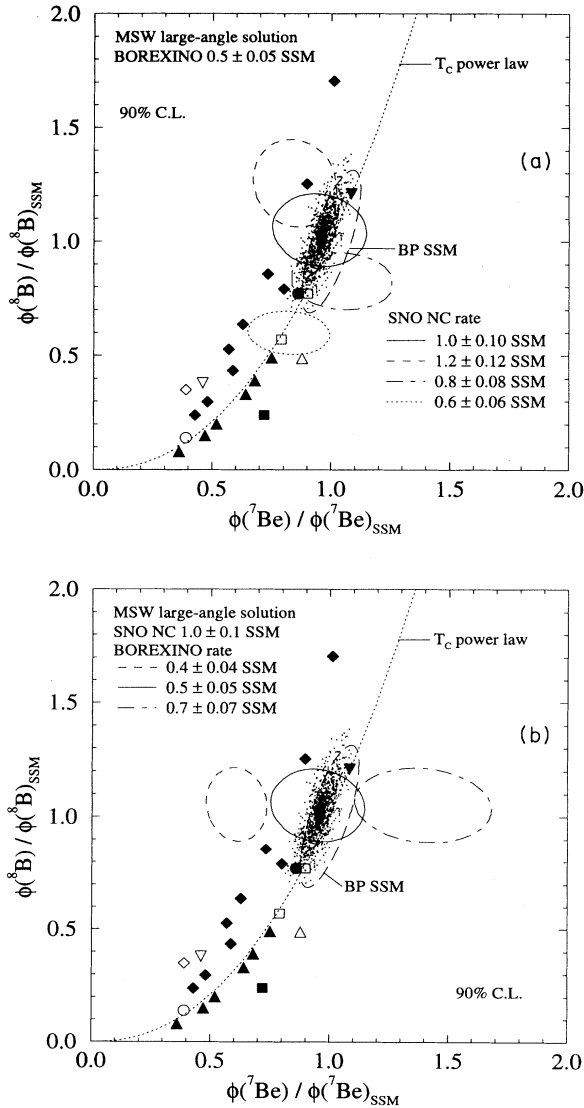 MSW large-angle solution
BOREXINO 0.5 ± 0.05 SSM
90% C.L.
T_C power law
(a)
BP SSM
SNO NC rate
1.0 ± 0.10 SSM
1.2 ± 0.12 SSM
0.8 ± 0.08 SSM
0.6 ± 0.06 SSM
2.0
1.5
1.0
0.5
0.0
ϕ(⁸B) / ϕ(⁸B)_SSM
0.0 0.5 1.0 1.5 2.0
ϕ(⁷Be) / ϕ(⁷Be)_SSM
MSW large-angle solution
SNO NC 1.0 ± 0.1 SSM
BOREXINO rate
0.4 ± 0.04 SSM
0.5 ± 0.05 SSM
0.7 ± 0.07 SSM
T_C power law
(b)
BP SSM
90% C.L.
2.0
1.5
1.0
0.5
0.0
ϕ(⁸B) / ϕ(⁸B)_SSM
0.0 0.5 1.0 1.5 2.0
ϕ(⁷Be) / ϕ(⁷Be)_SSM